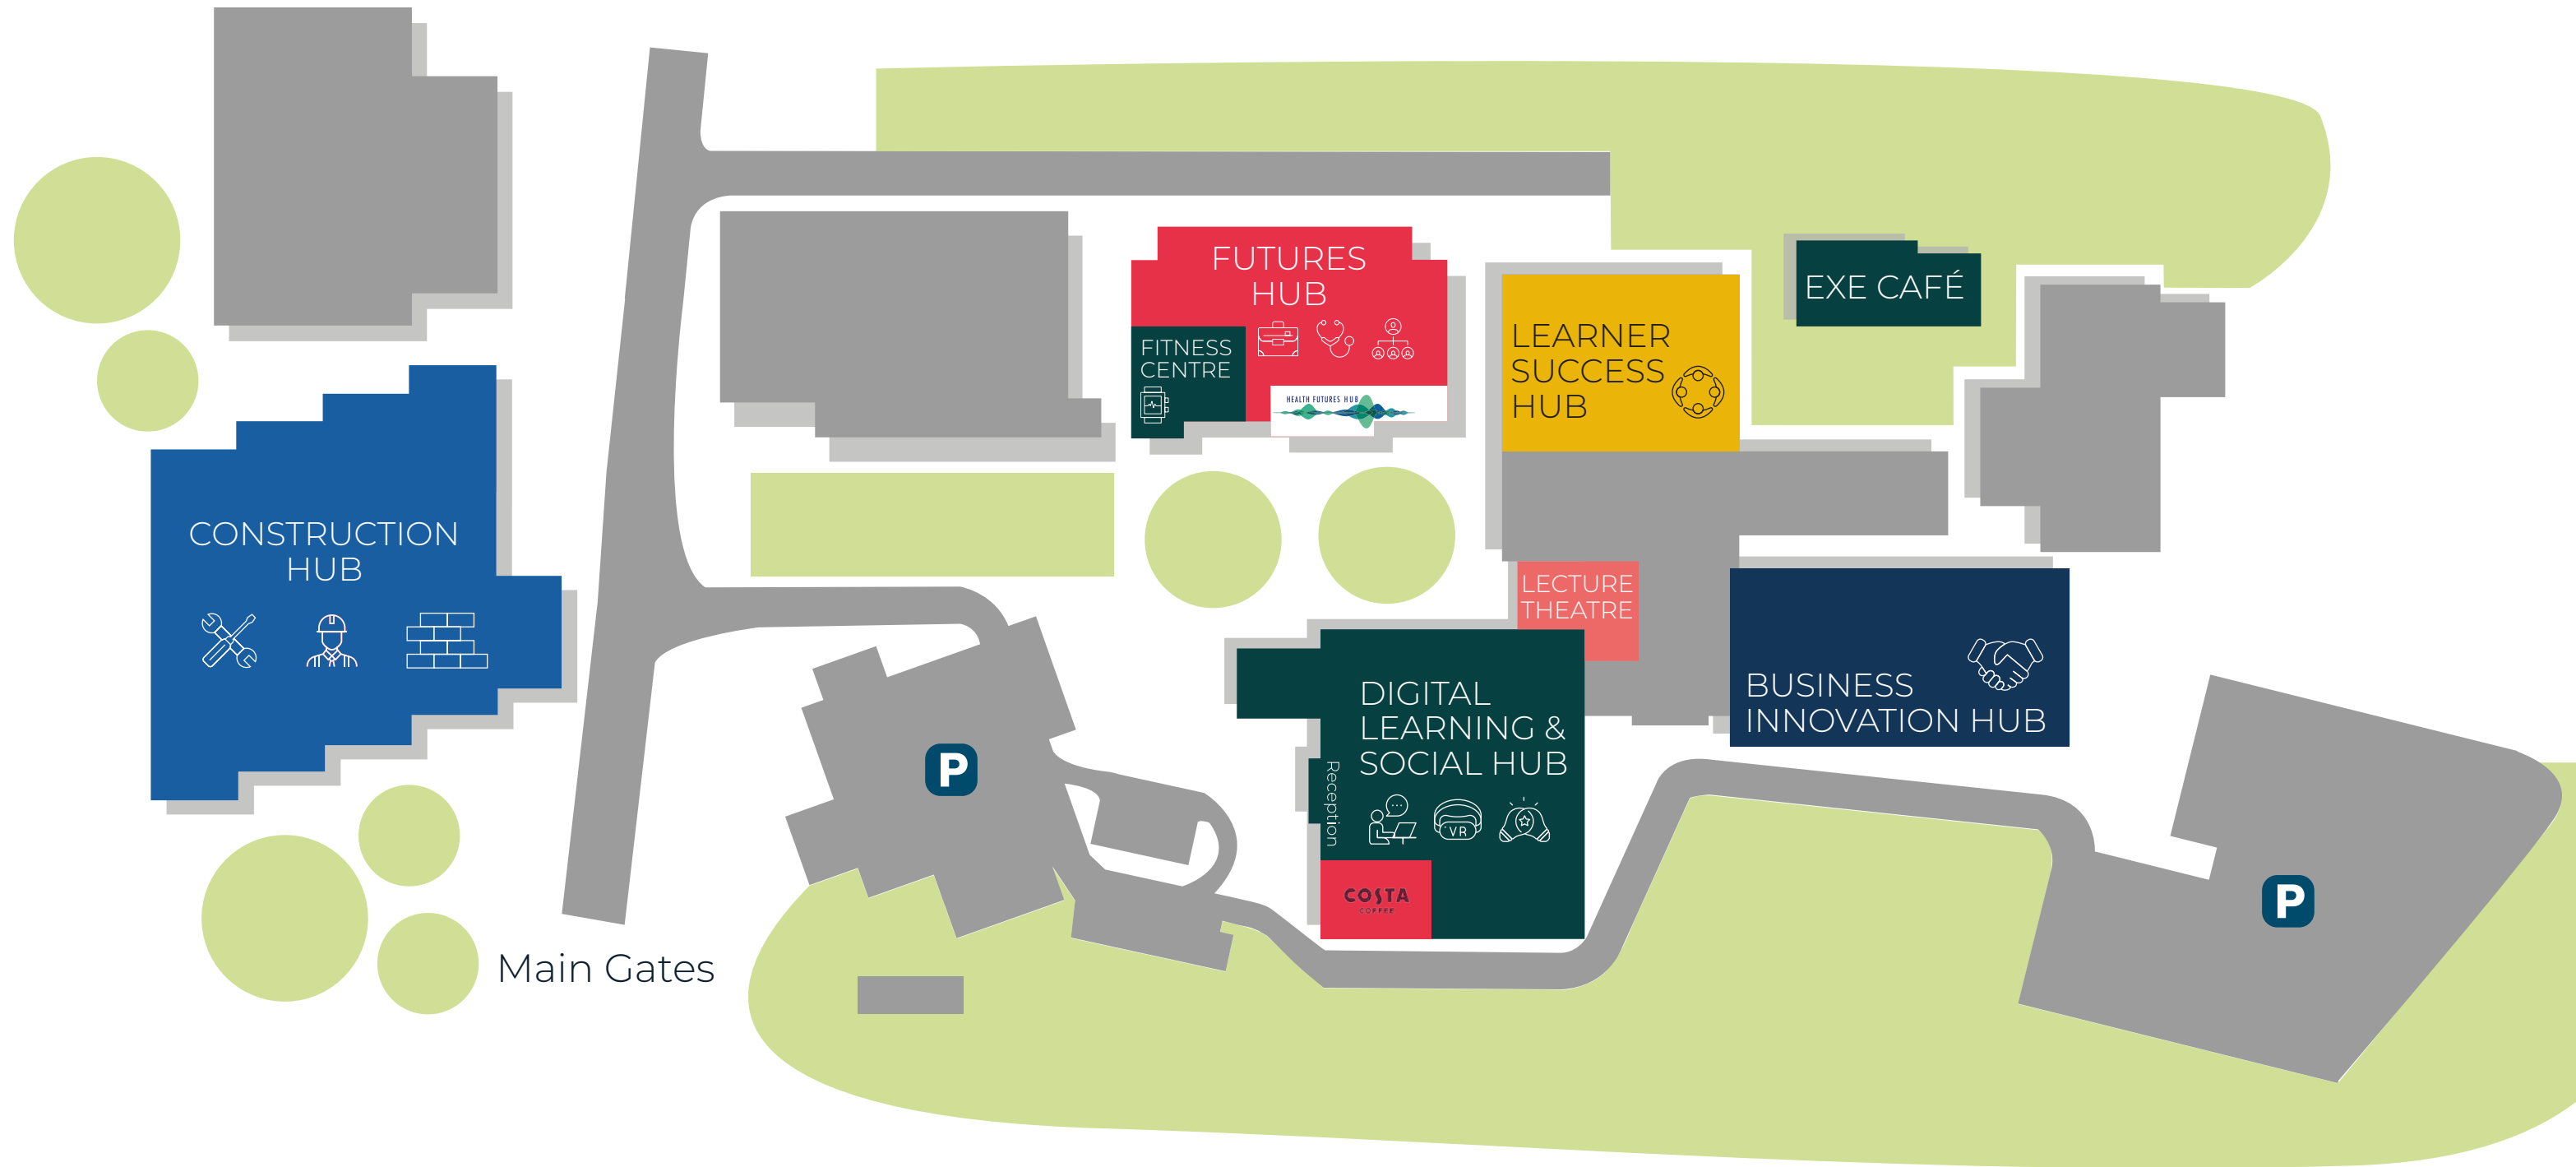 FUTURES
HUB
FITNESS
CENTRE
HEALTH FUTURES HUB
LEARNER
SUCCESS
HUB
EXE CAFÉ
CONSTRUCTION
HUB
LECTURE
THEATRE
DIGITAL
LEARNING &
SOCIAL HUB
Reception
VR
COSTA
COFFEE
BUSINESS
INNOVATION HUB
P
P
Main Gates